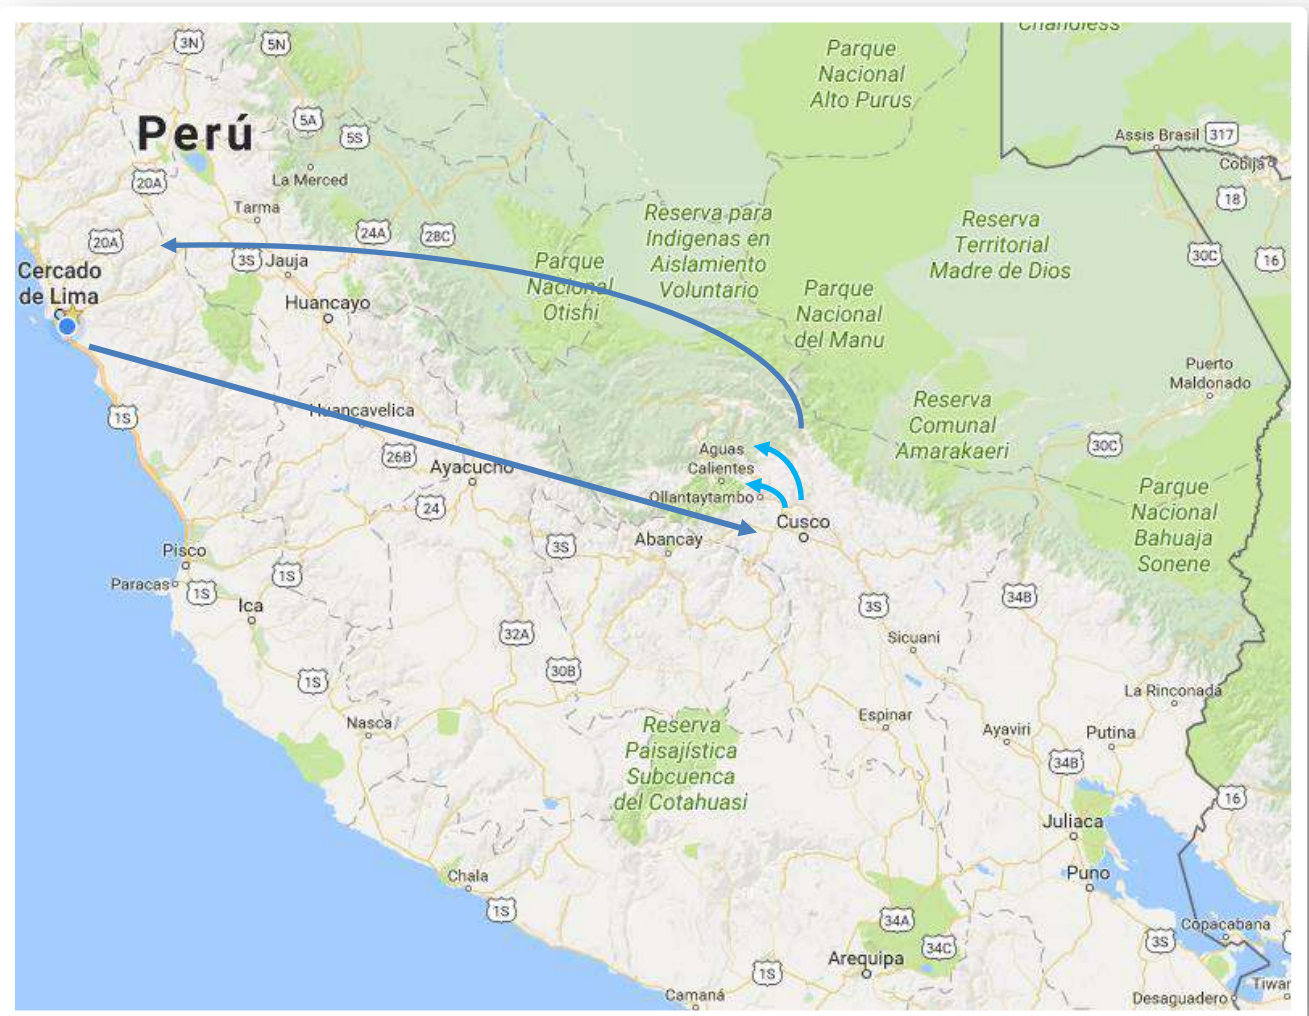 Chandless
3N
5N
Parque
Nacional
Alto Purus
Perú
5A
5S
Assis Brasil
317
Cobija
La Merced
20A
18
Tarma
Reserva para
Indigenas en
Aislamiento
Voluntario
Reserva
Territorial
Madre de Dios
24A
28C
20A
3S
Jauja
30C
16
Parque
Nacional
Otishi
Cercado
de Lima
Huancayo
Parque
Nacional
del Manu
Puerto
Maldonado
Reserva
Comunal
Amarakaeri
1S
Huancavelica
30C
26B
Ayacucho
Aguas
Calientes
Ollantaytambo
24
Parque
Nacional
Bahuaja
Sonene
Cusco
Abancay
3S
Pisco
Paracas
1S
1S
Ica
3S
34B
32A
Sicuani
30B
1S
La Rinconada
Nasca
Reserva
Paisajística
Subcuenca
del Cotahuasi
Espinar
Ayaviri
Putina
34B
16
Juliaca
Chala
Puno
1S
34A
Copacabana
34C
3S
Arequipa
1S
Camaná
Desaguadero
Tiwar